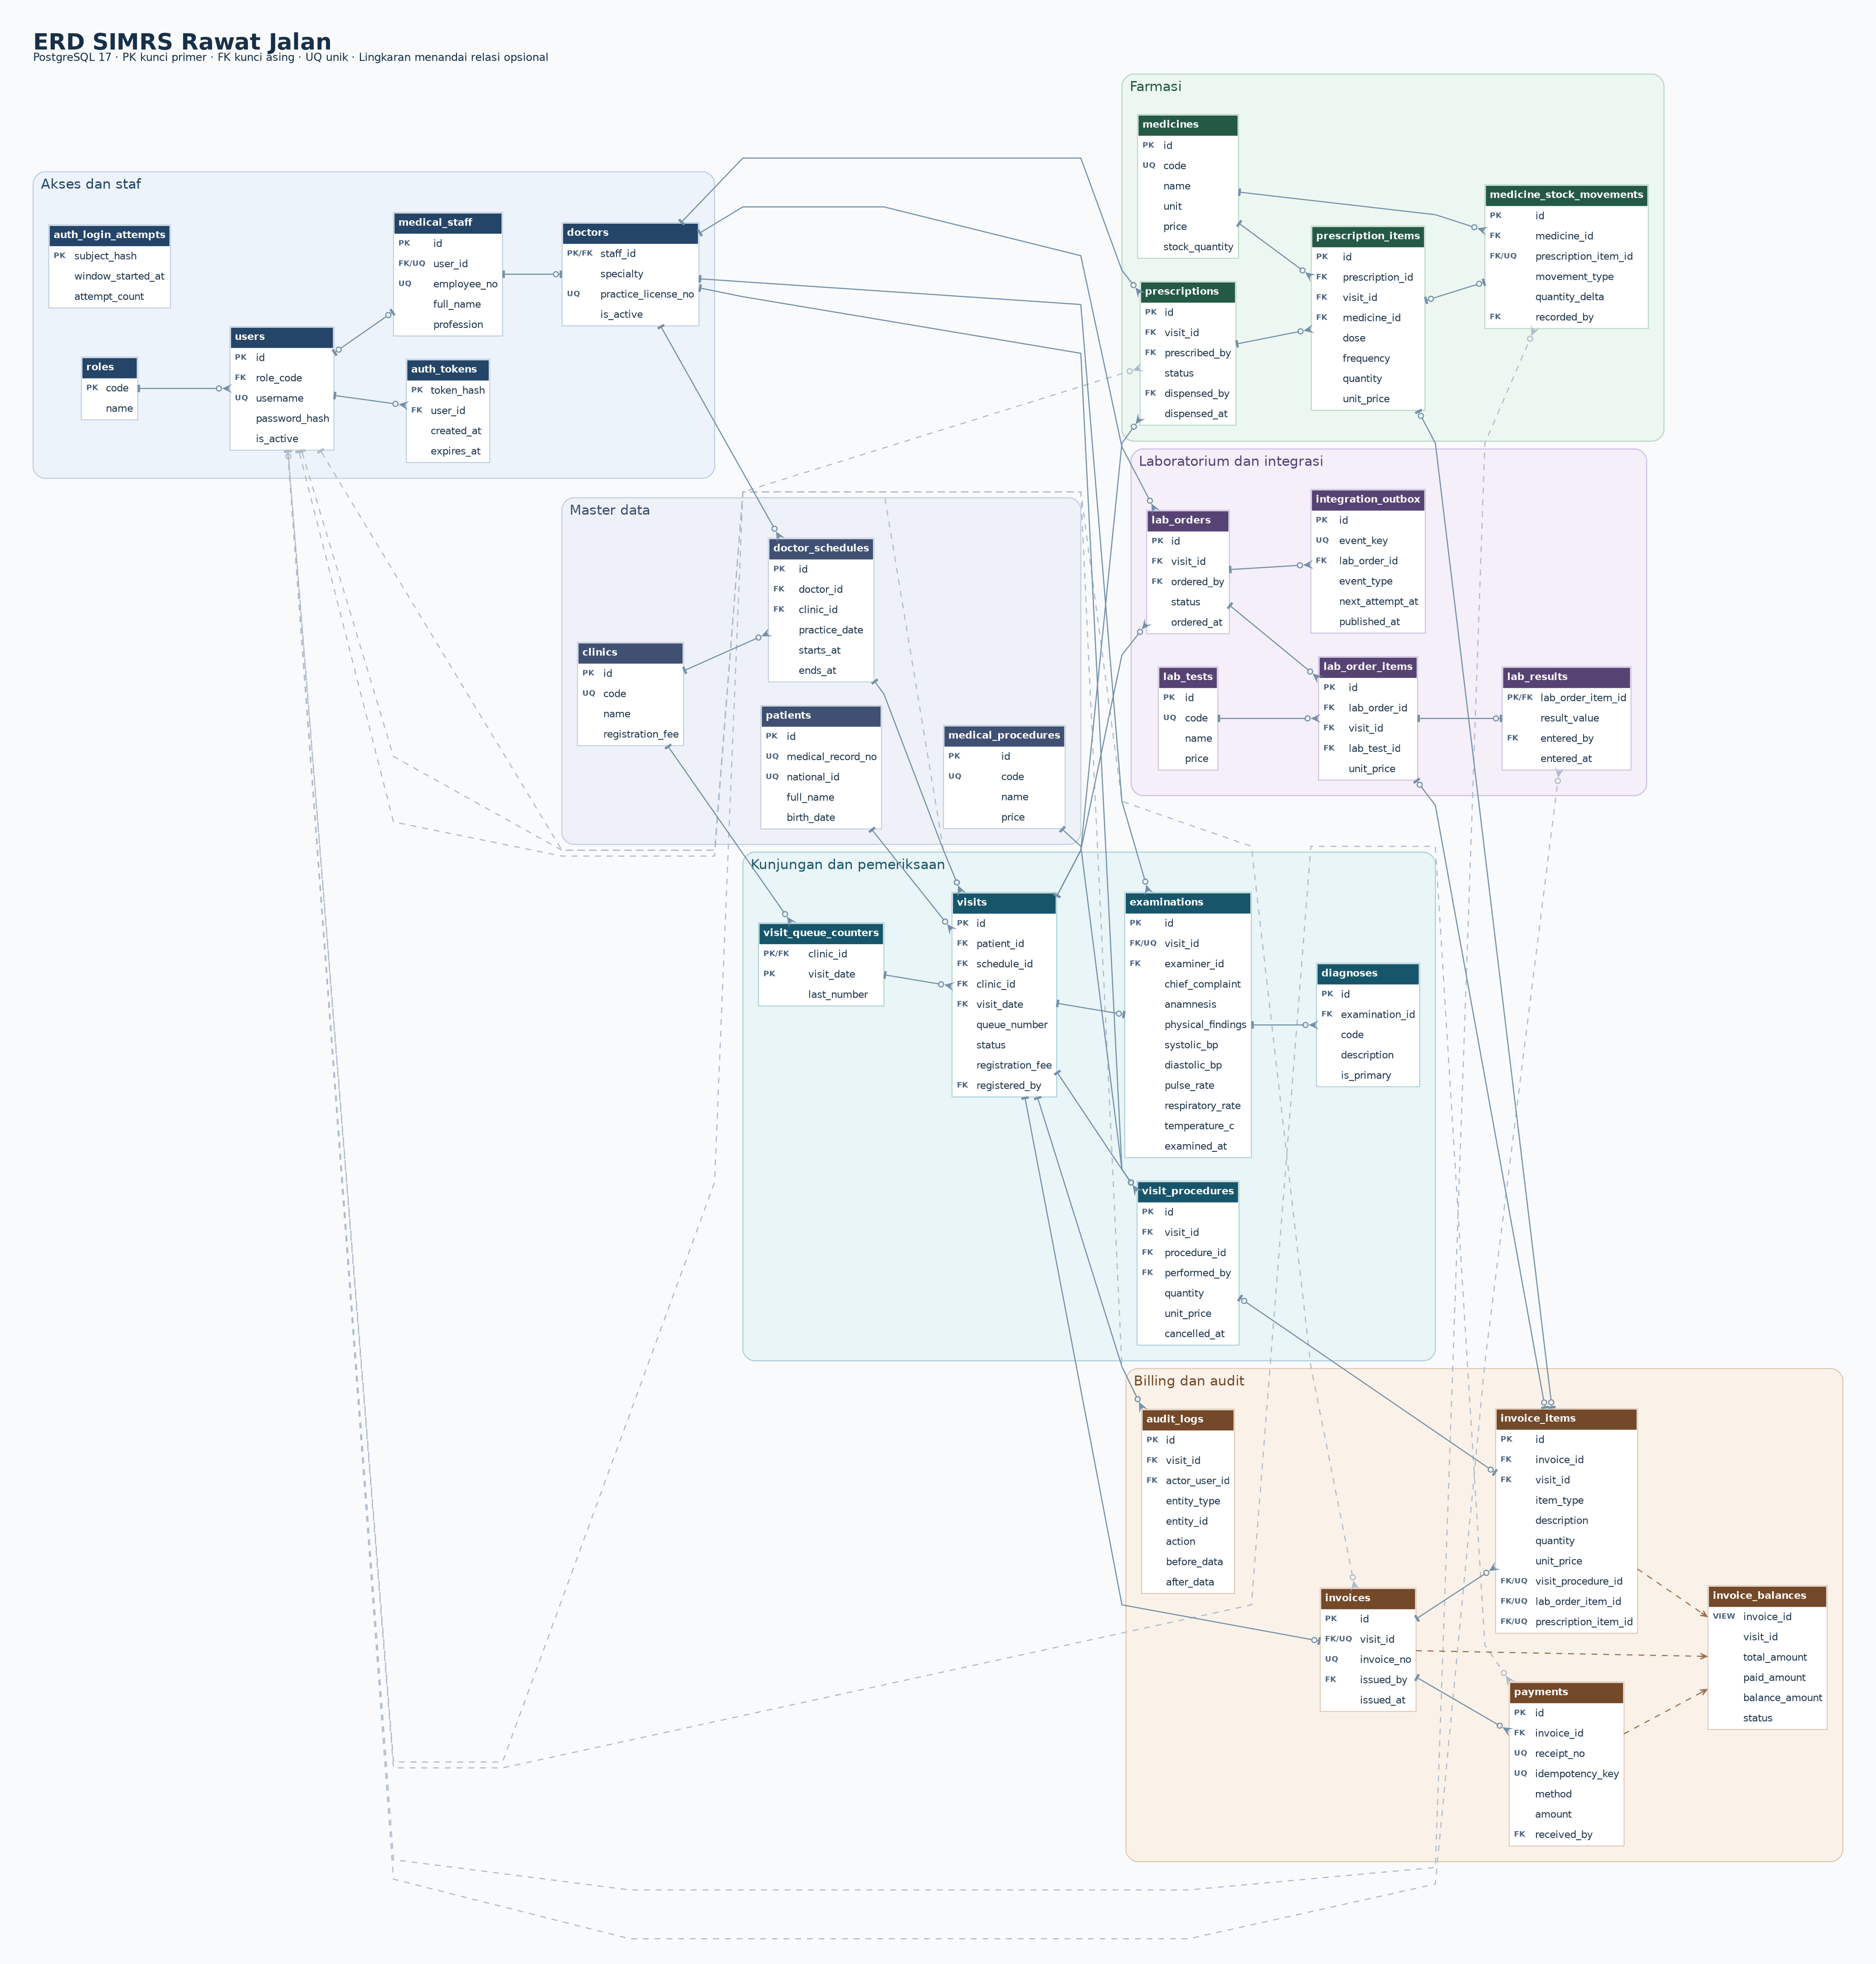 ERD SIMRS Rawat Jalan
PostgreSQL 17 · PK kunci primer · FK kunci asing · UQ unik · Lingkaran menandai relasi opsional
Akses dan staf
auth_login_attempts
PK subject_hash
window_started_at
attempt_count
roles
PK code
name
users
PK id
FK role_code
UQ username
password_hash
is_active
medical_staff
PK id
FK/UQ user_id
UQ employee_no
full_name
profession
auth_tokens
PK token_hash
FK user_id
created_at
expires_at
doctors
PK/FK staff_id
specialty
UQ practice_license_no
is_active
Farmasi
medicines
PK id
UQ code
name
unit
price
stock_quantity
prescriptions
PK id
FK visit_id
FK prescribed_by
status
FK dispensed_by
dispensed_at
prescription_items
PK id
FK prescription_id
FK visit_id
FK medicine_id
dose
frequency
quantity
unit_price
medicine_stock_movements
PK id
FK medicine_id
FK/UQ prescription_item_id
movement_type
quantity_delta
FK recorded_by
Laboratorium dan integrasi
lab_orders
PK id
FK visit_id
FK ordered_by
status
ordered_at
integration_outbox
PK id
UQ event_key
FK lab_order_id
event_type
next_attempt_at
published_at
lab_tests
PK id
UQ code
name
price
lab_order_items
PK id
FK lab_order_id
FK visit_id
FK lab_test_id
unit_price
lab_results
PK/FK lab_order_item_id
result_value
FK entered_by
entered_at
Master data
doctor_schedules
PK id
FK doctor_id
FK clinic_id
practice_date
starts_at
ends_at
clinics
PK id
UQ code
name
registration_fee
patients
PK id
UQ medical_record_no
UQ national_id
full_name
birth_date
medical_procedures
PK id
UQ code
name
price
Kunjungan dan pemeriksaan
visit_queue_counters
PK/FK clinic_id
PK visit_date
last_number
visits
PK id
FK patient_id
FK schedule_id
FK clinic_id
FK visit_date
queue_number
status
registration_fee
FK registered_by
examinations
PK id
FK/UQ visit_id
FK examiner_id
chief_complaint
anamnesis
physical_findings
systolic_bp
diastolic_bp
pulse_rate
respiratory_rate
temperature_c
examined_at
diagnoses
PK id
FK examination_id
code
description
is_primary
visit_procedures
PK id
FK visit_id
FK procedure_id
FK performed_by
quantity
unit_price
cancelled_at
Billing dan audit
audit_logs
PK id
FK visit_id
FK actor_user_id
entity_type
entity_id
action
before_data
after_data
invoices
PK id
FK/UQ visit_id
UQ invoice_no
FK issued_by
issued_at
invoice_items
PK id
FK invoice_id
FK visit_id
item_type
description
quantity
unit_price
FK/UQ visit_procedure_id
FK/UQ lab_order_item_id
FK/UQ prescription_item_id
payments
PK id
FK invoice_id
UQ receipt_no
UQ idempotency_key
method
amount
FK received_by
invoice_balances
VIEW invoice_id
visit_id
total_amount
paid_amount
balance_amount
status